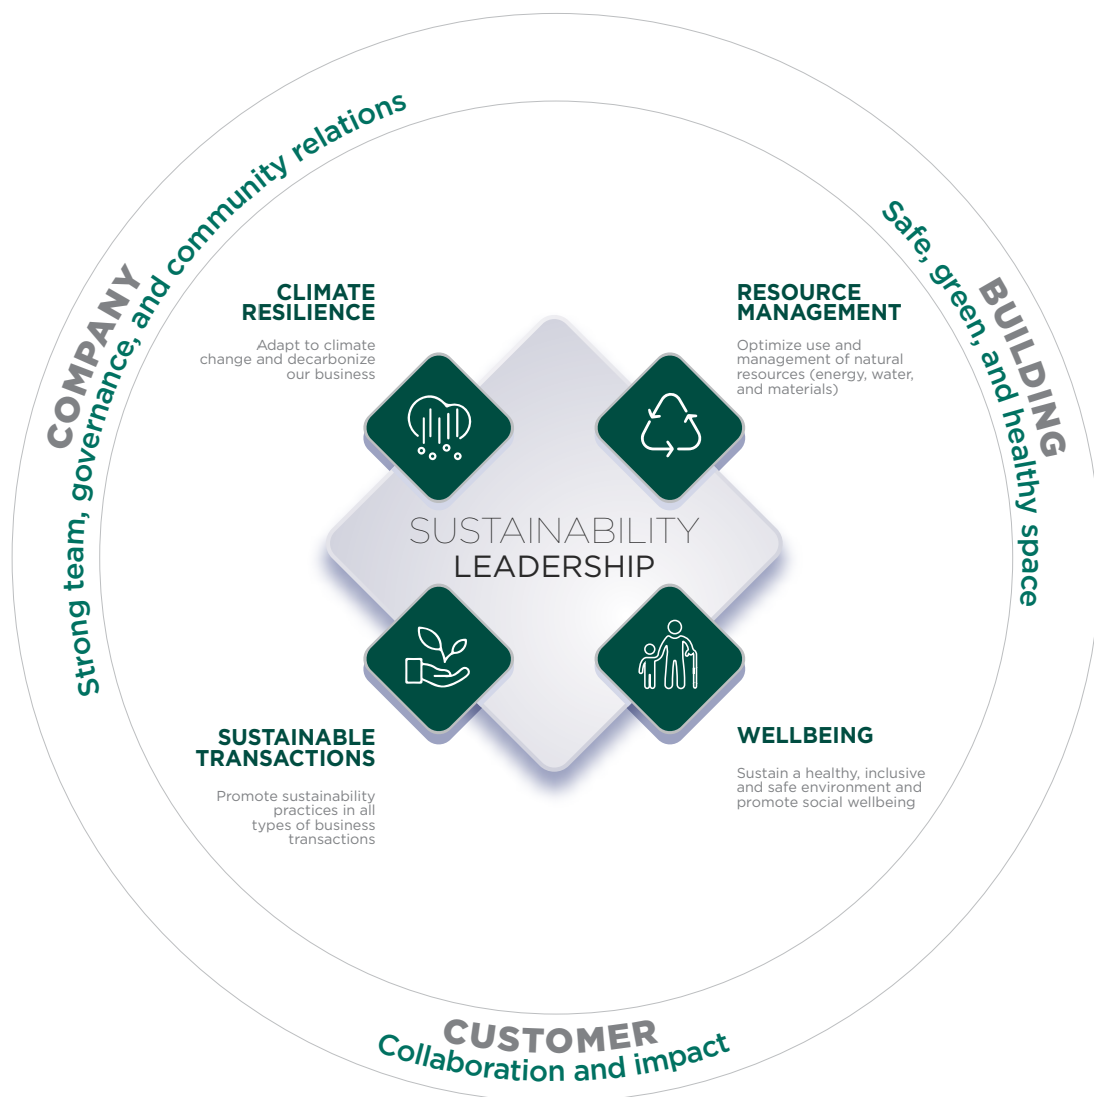 COMPANY
Strong team, governance, and community relations
BUILDING
Safe, green, and healthy space
CLIMATE
RESILIENCE
Adapt to climate
change and decarbonize
our business
RESOURCE
MANAGEMENT
Optimize use and
management of natural
resources (energy, water,
and materials)
SUSTAINABILITY
LEADERSHIP
SUSTAINABLE
TRANSACTIONS
Promote sustainability
practices in all
types of business
transactions
WELLBEING
Sustain a healthy, inclusive
and safe environment and
promote social wellbeing
CUSTOMER
Collaboration and impact